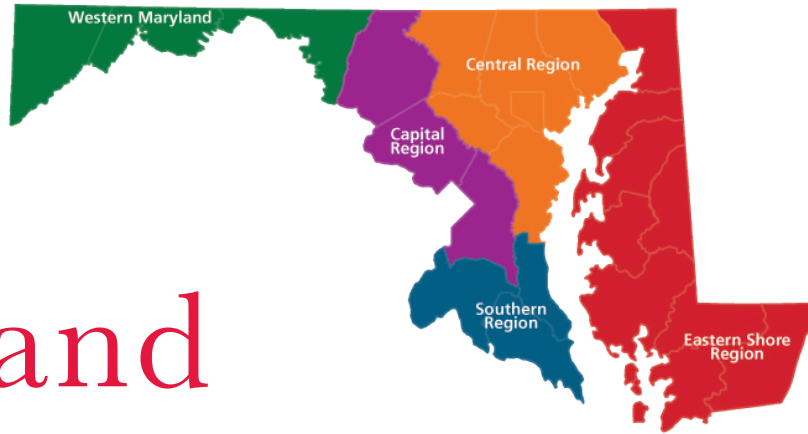 Western Maryland
Central Region
Capital
Region
Southern
Region
Eastern Shore
Region
and